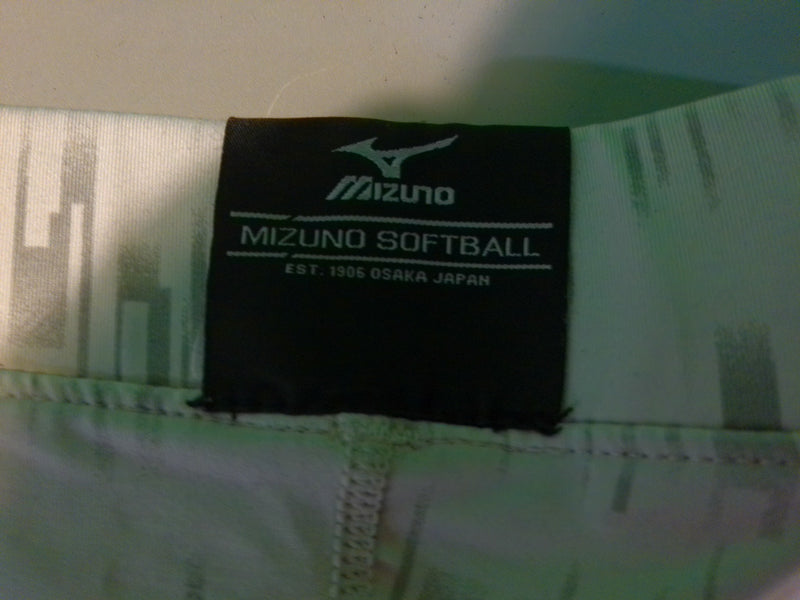 MIZUNO
MIZUNO SOFTBALL
EST. 1906 OSAKA JAPAN